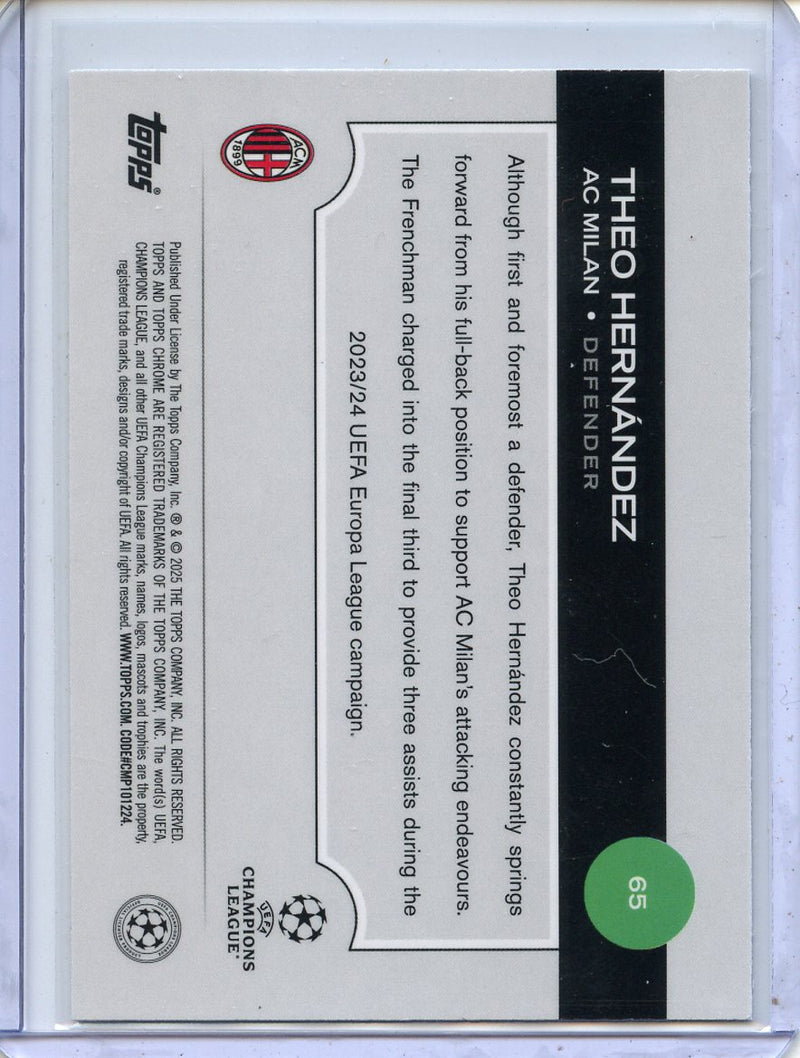 65
THEO HERNÁNDEZ
AC MILAN • DEFENDER
Although first and foremost a defender, Theo Hernández constantly springs
forward from his full-back position to support AC Milan's attacking endeavours.
The Frenchman charged into the final third to provide three assists during the
2023/24 UEFA Europa League campaign.
ACM
1899
UEFA
CHAMPIONS
LEAGUE
topps®
Published Under License by The Topps Company, Inc. ® & © 2025 THE TOPPS COMPANY, INC. ALL RIGHTS RESERVED.
TOPPS AND TOPPS CHROME ARE REGISTERED TRADEMARKS OF THE TOPPS COMPANY, INC. The word(s) UEFA,
CHAMPIONS LEAGUE, and all other UEFA Champions League marks, names, logos, mascots and trophies are the property,
registered trade marks, designs and/or copyright of UEFA. All rights reserved. WWW.TOPPS.COM. CODE#CMP101224.